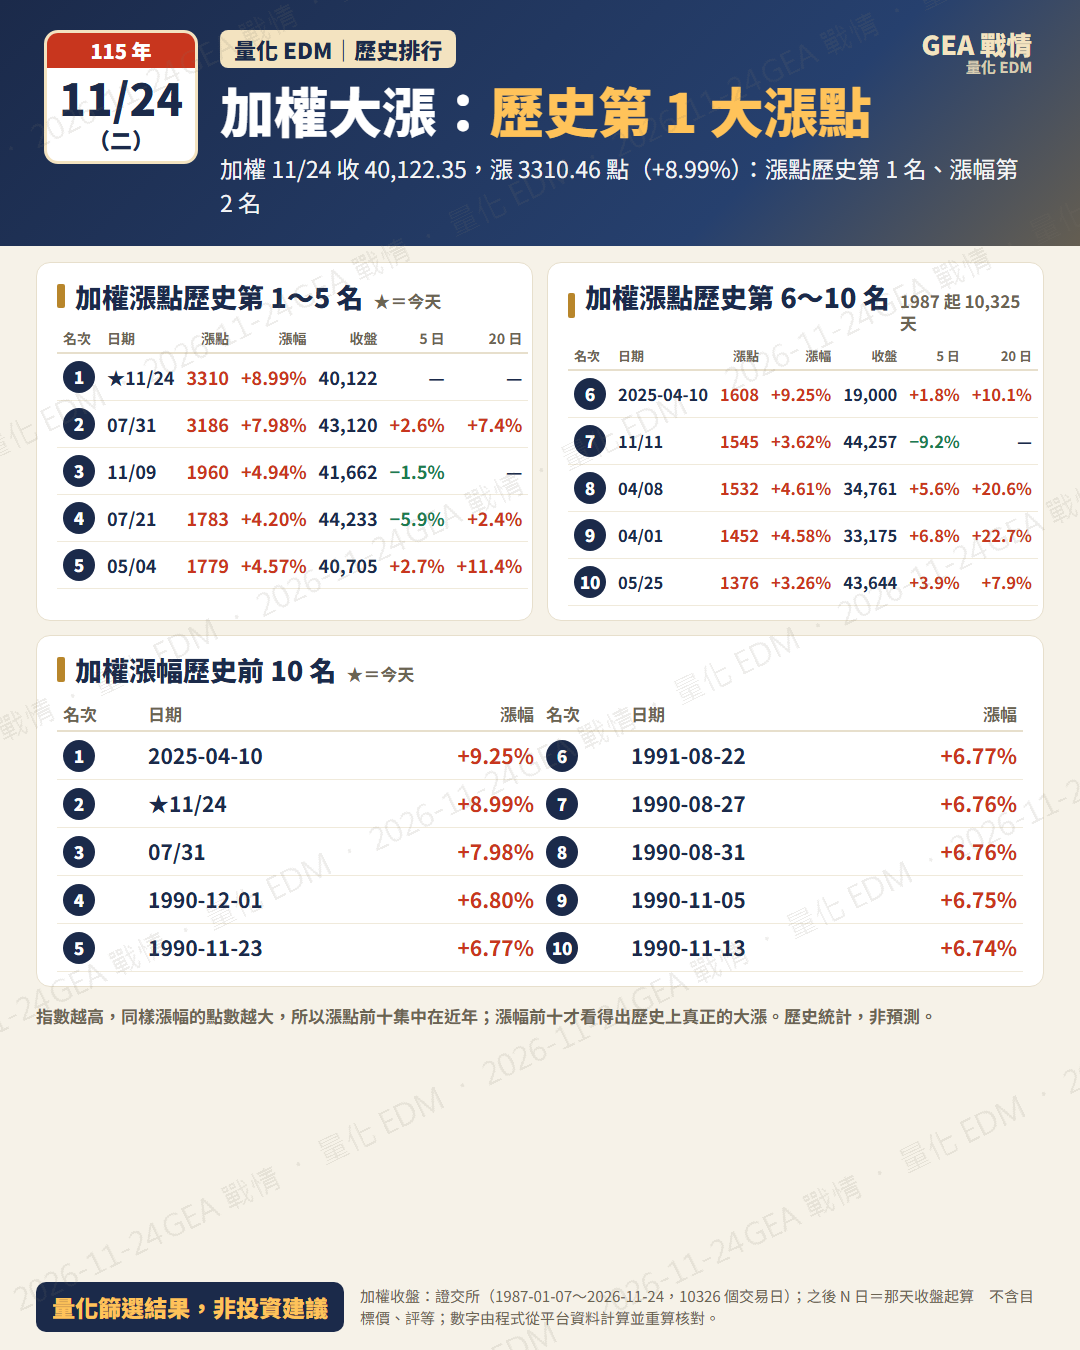 115 年
11/24
（二）
量化 EDM｜歷史排行
GEA 戰情
量化 EDM
加權大漲：歷史第 1 大漲點
加權 11/24 收 40,122.35，漲 3310.46 點（+8.99%）：漲點歷史第 1 名、漲幅第
2 名
加權漲點歷史第 1～5 名 ★＝今天
名次 日期 漲點 漲幅 收盤 5 日 20 日
1 ★11/24 3310 +8.99% 40,122 — —
2 07/31 3186 +7.98% 43,120 +2.6% +7.4%
3 11/09 1960 +4.94% 41,662 −1.5% —
4 07/21 1783 +4.20% 44,233 −5.9% +2.4%
5 05/04 1779 +4.57% 40,705 +2.7% +11.4%
加權漲點歷史第 6～10 名 1987 起 10,325
天
名次 日期 漲點 漲幅 收盤 5 日 20 日
6 2025-04-10 1608 +9.25% 19,000 +1.8% +10.1%
7 11/11 1545 +3.62% 44,257 −9.2% —
8 04/08 1532 +4.61% 34,761 +5.6% +20.6%
9 04/01 1452 +4.58% 33,175 +6.8% +22.7%
10 05/25 1376 +3.26% 43,644 +3.9% +7.9%
加權漲幅歷史前 10 名 ★＝今天
名次 日期 漲幅 名次 日期 漲幅
1 2025-04-10 +9.25% 6 1991-08-22 +6.77%
2 ★11/24 +8.99% 7 1990-08-27 +6.76%
3 07/31 +7.98% 8 1990-08-31 +6.76%
4 1990-12-01 +6.80% 9 1990-11-05 +6.75%
5 1990-11-23 +6.77% 10 1990-11-13 +6.74%
指數越高，同樣漲幅的點數越大，所以漲點前十集中在近年；漲幅前十才看得出歷史上真正的大漲。歷史統計，非預測。
量化篩選結果，非投資建議
加權收盤：證交所（1987-01-07～2026-11-24，10326 個交易日）；之後 N 日＝那天收盤起算　不含目
標價、評等；數字由程式從平台資料計算並重算核對。
GEA 戰情 · 量化 EDM · 2026-11-24